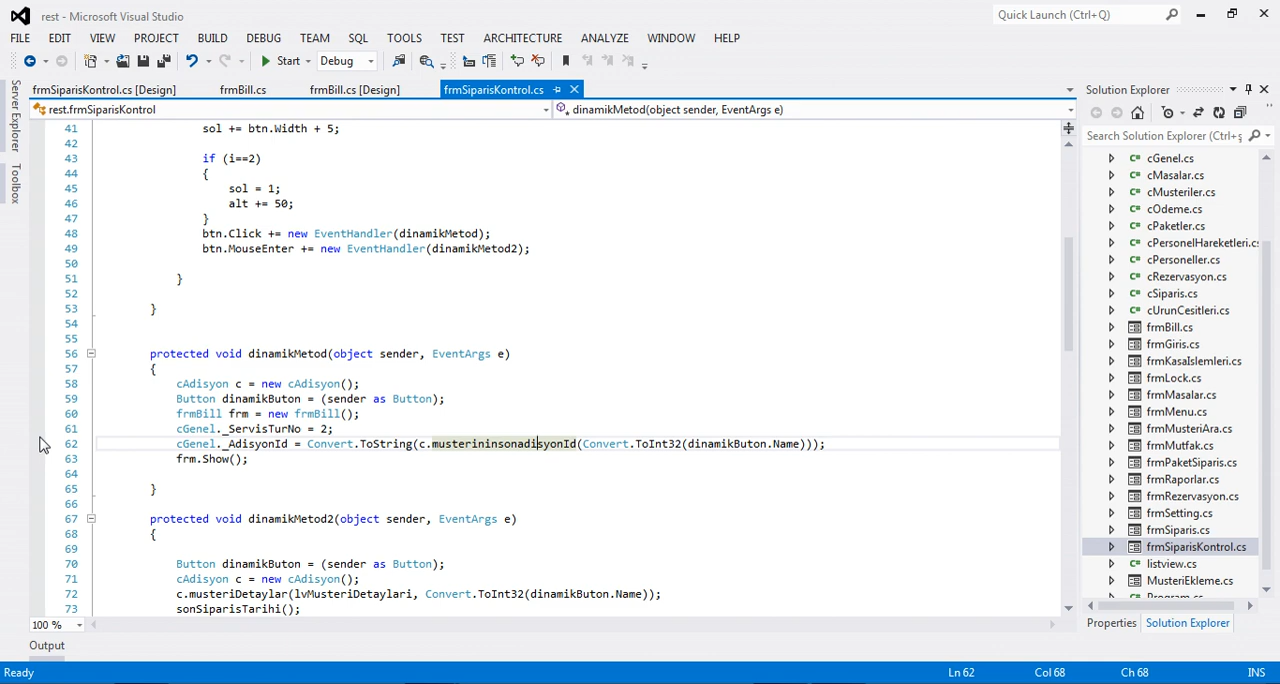 rest - Microsoft Visual Studio
Quick Launch (Ctrl+Q)
FILE EDIT VIEW PROJECT BUILD DEBUG TEAM SQL TOOLS TEST ARCHITECTURE ANALYZE WINDOW HELP
Start Debug
frmSiparisKontrol.cs [Design] frmBill.cs frmBill.cs [Design] frmSiparisKontrol.cs
rest.frmSiparisKontrol dinamikMetod(object sender, EventArgs e)
Server Explorer
Toolbox
41 sol += btn.Width + 5;
42
43 if (i==2)
44 {
45 sol = 1;
46 alt += 50;
47 }
48 btn.Click += new EventHandler(dinamikMetod);
49 btn.MouseEnter += new EventHandler(dinamikMetod2);
50
51 }
52
53 }
54
55
56 protected void dinamikMetod(object sender, EventArgs e)
57 {
58 cAdisyon c = new cAdisyon();
59 Button dinamikButon = (sender as Button);
60 frmBill frm = new frmBill();
61 cGenel._ServisTurNo = 2;
62 cGenel._AdisyonId = Convert.ToString(c.musterininsonadisyonId(Convert.ToInt32(dinamikButon.Name)));
63 frm.Show();
64
65 }
66
67 protected void dinamikMetod2(object sender, EventArgs e)
68 {
69
70 Button dinamikButon = (sender as Button);
71 cAdisyon c = new cAdisyon();
72 c.musteriDetaylar(lvMusteriDetaylari, Convert.ToInt32(dinamikButon.Name));
73 sonSiparisTarihi();
100 %
Solution Explorer
Search Solution Explorer (Ctrl+ş
cGenel.cs
cMasalar.cs
cMusteriler.cs
cOdeme.cs
cPaketler.cs
cPersonelHareketleri.cs
cPersoneller.cs
cRezervasyon.cs
cSiparis.cs
cUrunCesitleri.cs
frmBill.cs
frmGiris.cs
frmKasaIslemleri.cs
frmLock.cs
frmMasalar.cs
frmMenu.cs
frmMusteriAra.cs
frmMutfak.cs
frmPaketSiparis.cs
frmRaporlar.cs
frmRezervasyon.cs
frmSetting.cs
frmSiparis.cs
frmSiparisKontrol.cs
listview.cs
MusteriEkleme.cs
Program.cs
Properties Solution Explorer
Output
Ready Ln 62 Col 68 Ch 68 INS